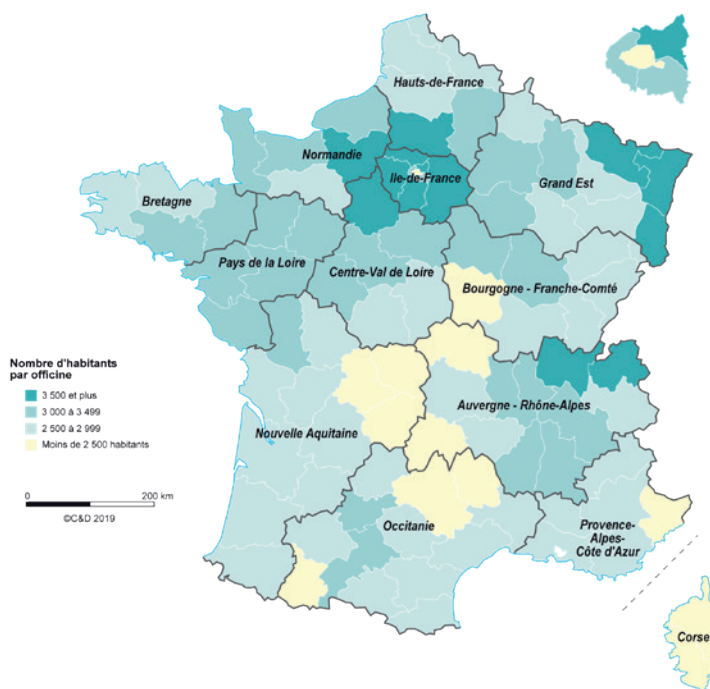 Hauts-de-France
Normandie
Ile-de-France
Grand Est
Bretagne
Pays de la Loire
Centre-Val de Loire
Bourgogne - Franche-Comté
Nombre d'habitants
par officine
3 500 et plus
3 000 à 3 499
2 500 à 2 999
Moins de 2 500 habitants
Auvergne - Rhône-Alpes
Nouvelle Aquitaine
0 200 km
©C&D 2019
Occitanie
Provence-
Alpes-
Côte d'Azur
Corse